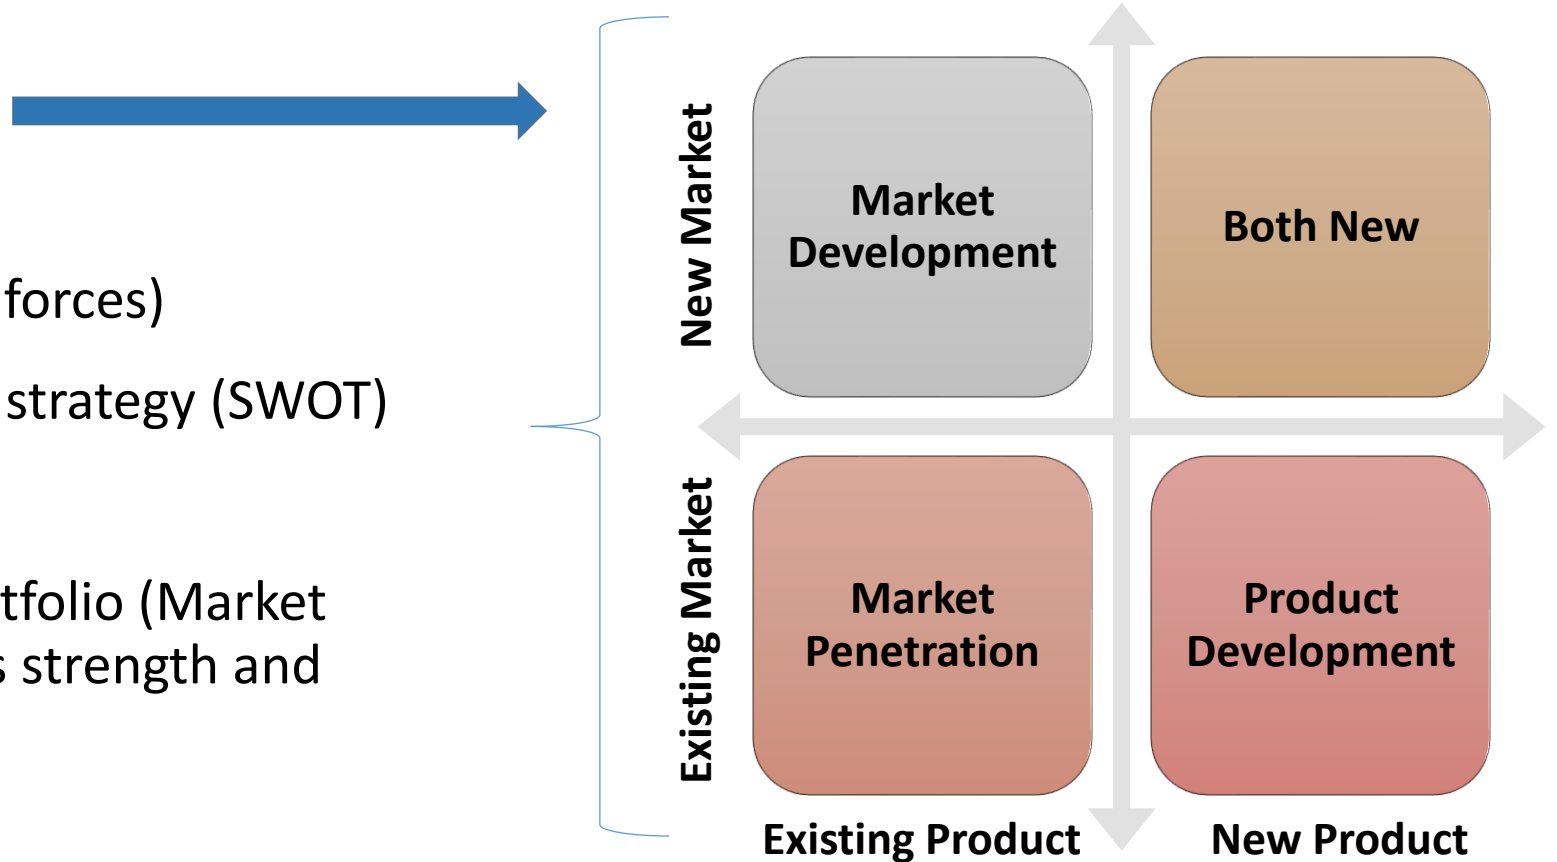 forces)
strategy (SWOT)
tfolio (Market
s strength and
New Market
Existing Market
Market
Development
Both New
Market
Penetration
Product
Development
Existing Product
New Product